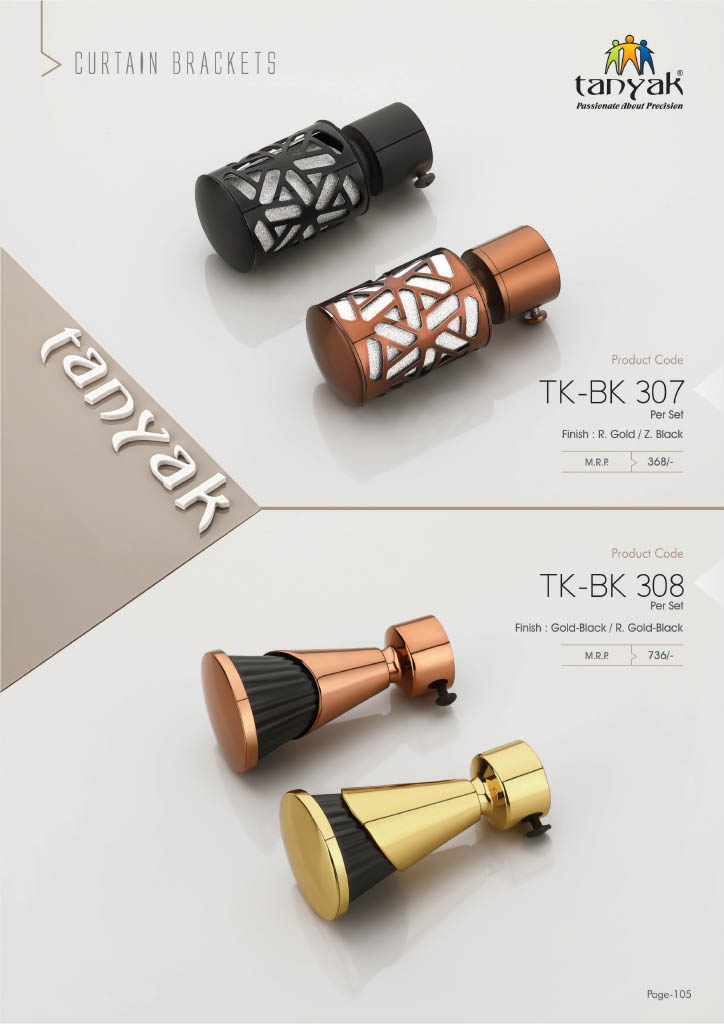 CURTAIN BRACKETS
tanyak®
Passionate About Precision
tanyak
Product Code
TK-BK 307
Per Set
Finish : R. Gold / Z. Black
M.R.P. 368/-
Product Code
TK-BK 308
Per Set
Finish : Gold-Black / R. Gold-Black
M.R.P. 736/-
Page-105